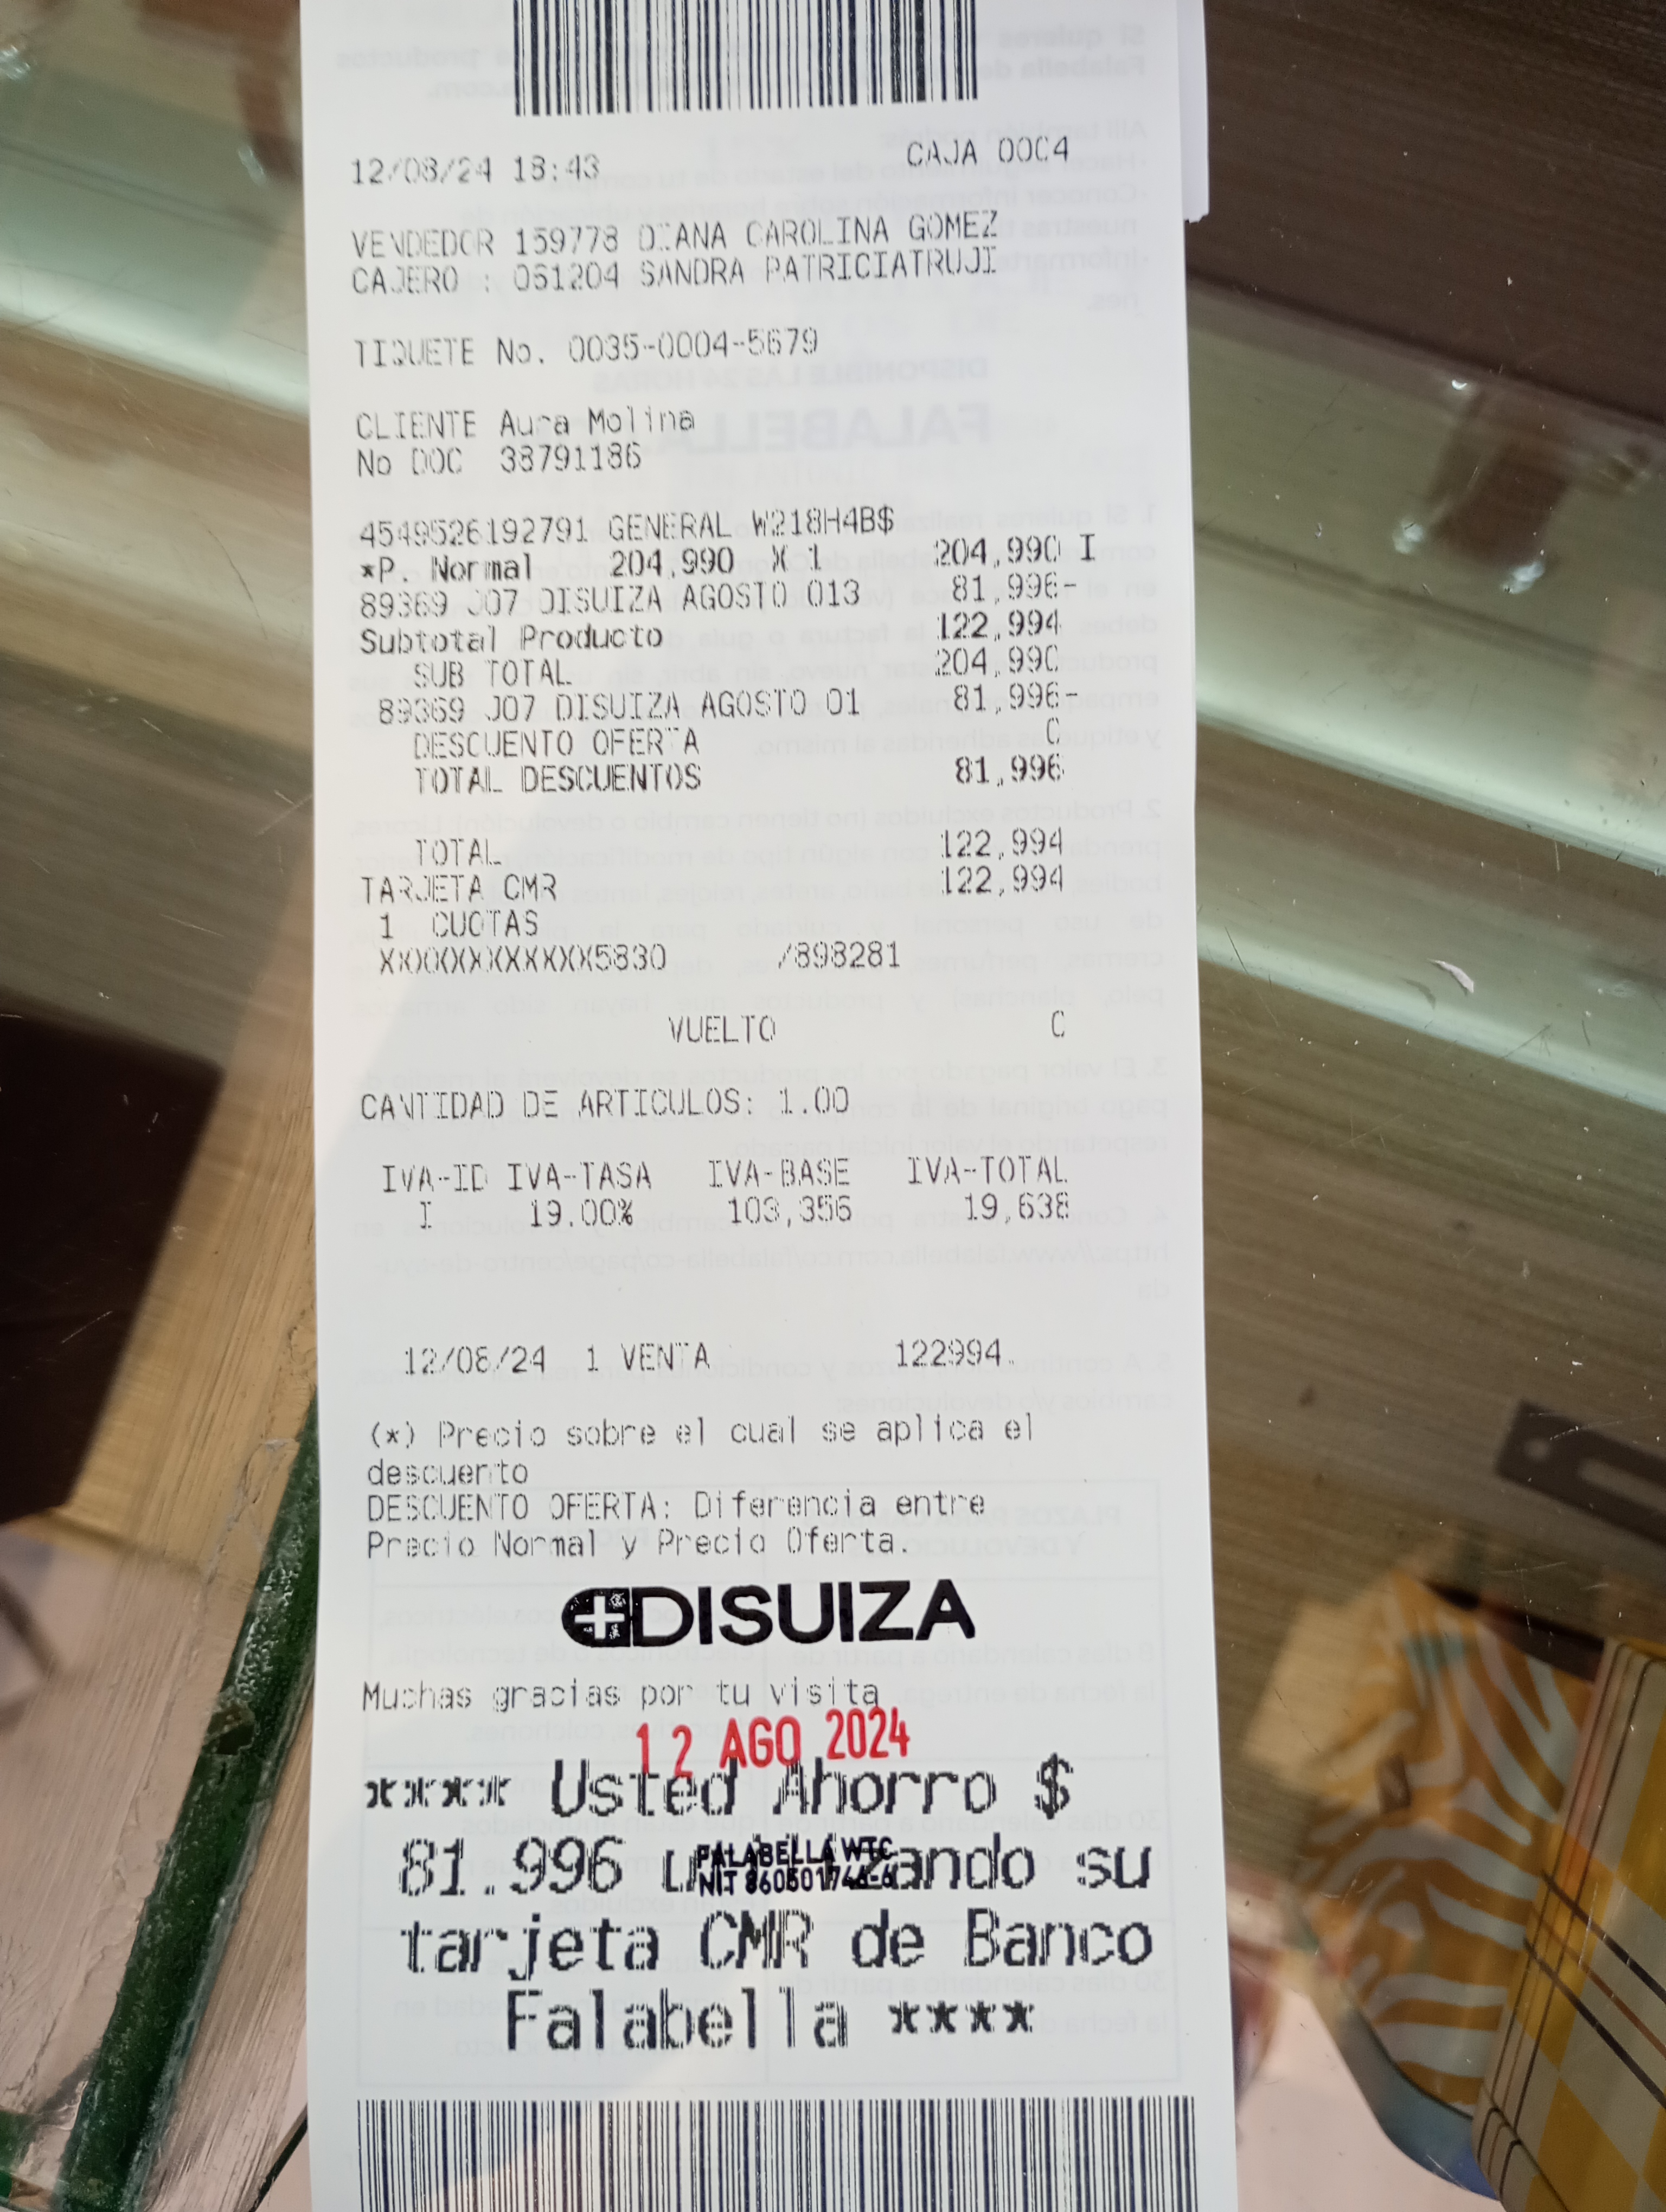 12/08/24 18:43 CAJA 0004
VENDEDOR 159778 DIANA CAROLINA GOMEZ
CAJERO : 061204 SANDRA PATRICIATRUJI
TIQUETE No. 0035-0004-5679
CLIENTE Aura Molina
No DOC 38791186
4549526192791 GENERAL W218H4B$
*P. Normal 204,990 X 1 204,990 I
89369 J07 DISUIZA AGOSTO 013 81,996-
Subtotal Producto 122,994
SUB TOTAL 204,990
89369 J07 DISUIZA AGOSTO 01 81,996-
DESCUENTO OFERTA 0
TOTAL DESCUENTOS 81,996
TOTAL 122,994
TARJETA CMR 122,994
1 CUOTAS
XXXXXXXXXXXX5830 /898281
VUELTO 0
CANTIDAD DE ARTICULOS: 1.00
IVA-ID IVA-TASA IVA-BASE IVA-TOTAL
I 19.00% 103,356 19,638
12/08/24 1 VENTA 122994.
(*) Precio sobre el cual se aplica el
descuento
DESCUENTO OFERTA: Diferencia entre
Precio Normal y Precio Oferta.
DISUIZA
Muchas gracias por tu visita
12 AGO 2024
**** Usted Ahorro $
81.996 utilizando su
FALABELLA WTC
NIT 860501746-6
tarjeta CMR de Banco
Falabella ****